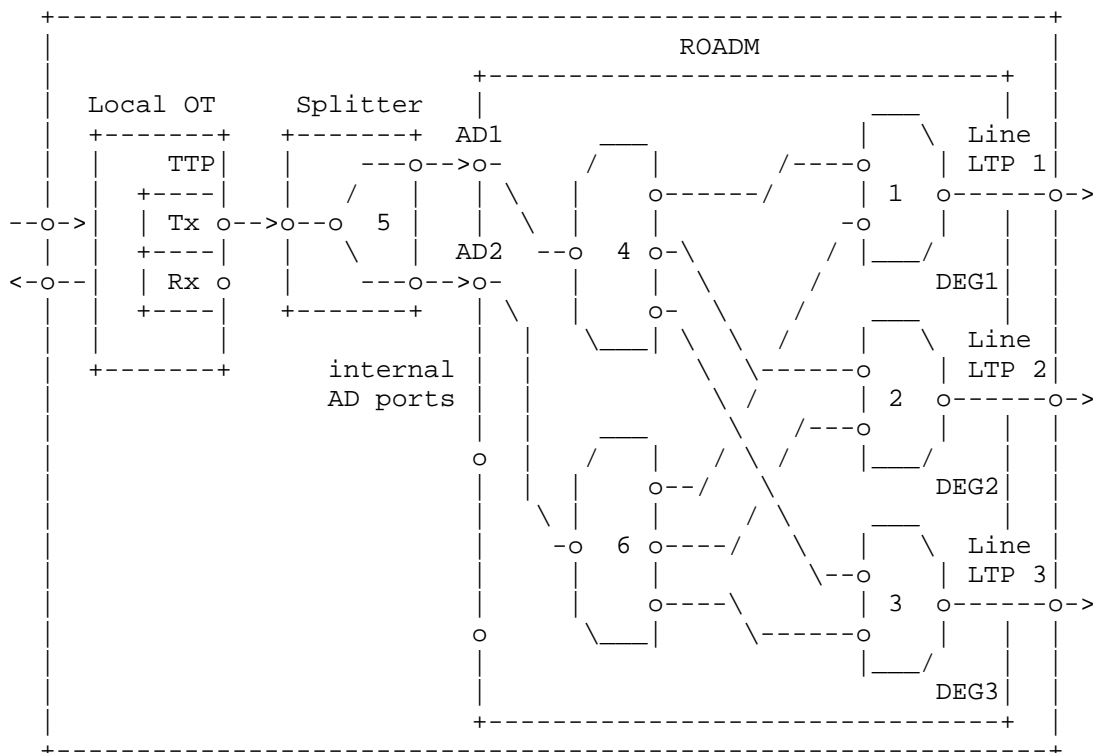 ROADM
Local OT Splitter
AD1 Line
TTP LTP 1
1
Tx 5
AD2 4
Rx DEG1
Line
internal LTP 2
AD ports 2
DEG2
6 Line
LTP 3
3
DEG3